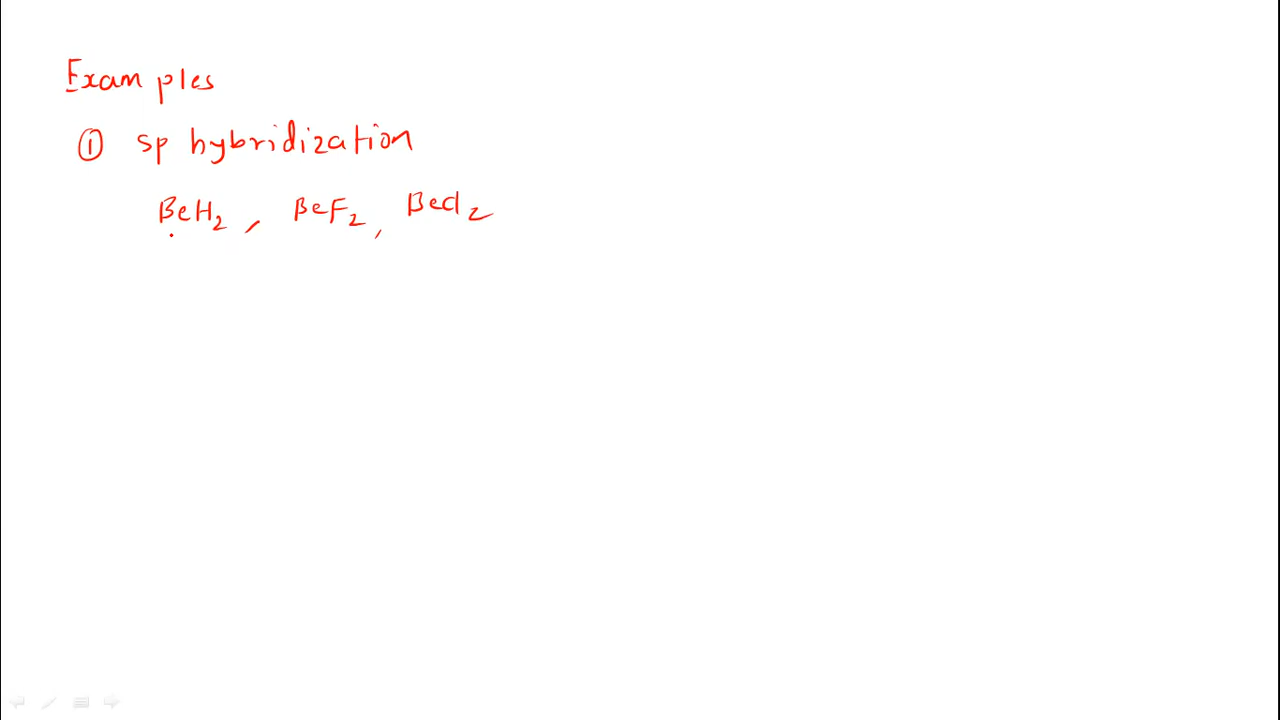 Examples
① sp hybridization
BeH₂, BeF₂, BeCl₂